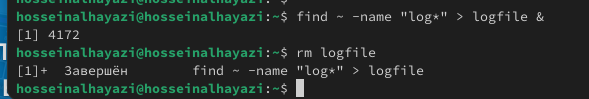 hosseinalhayazi@hosseinalhayazi:~$ find ~ -name "log*" > logfile &
[1] 4172
hosseinalhayazi@hosseinalhayazi:~$ rm logfile
[1]+  Завершён        find ~ -name "log*" > logfile
hosseinalhayazi@hosseinalhayazi:~$